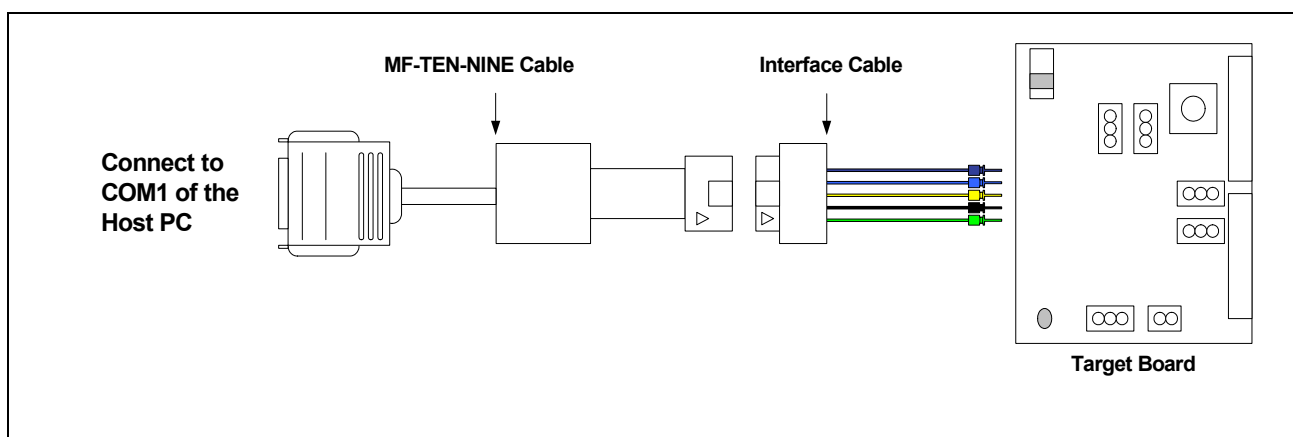 MF-TEN-NINE Cable
Interface Cable
Connect to
COM1 of the
Host PC
Target Board